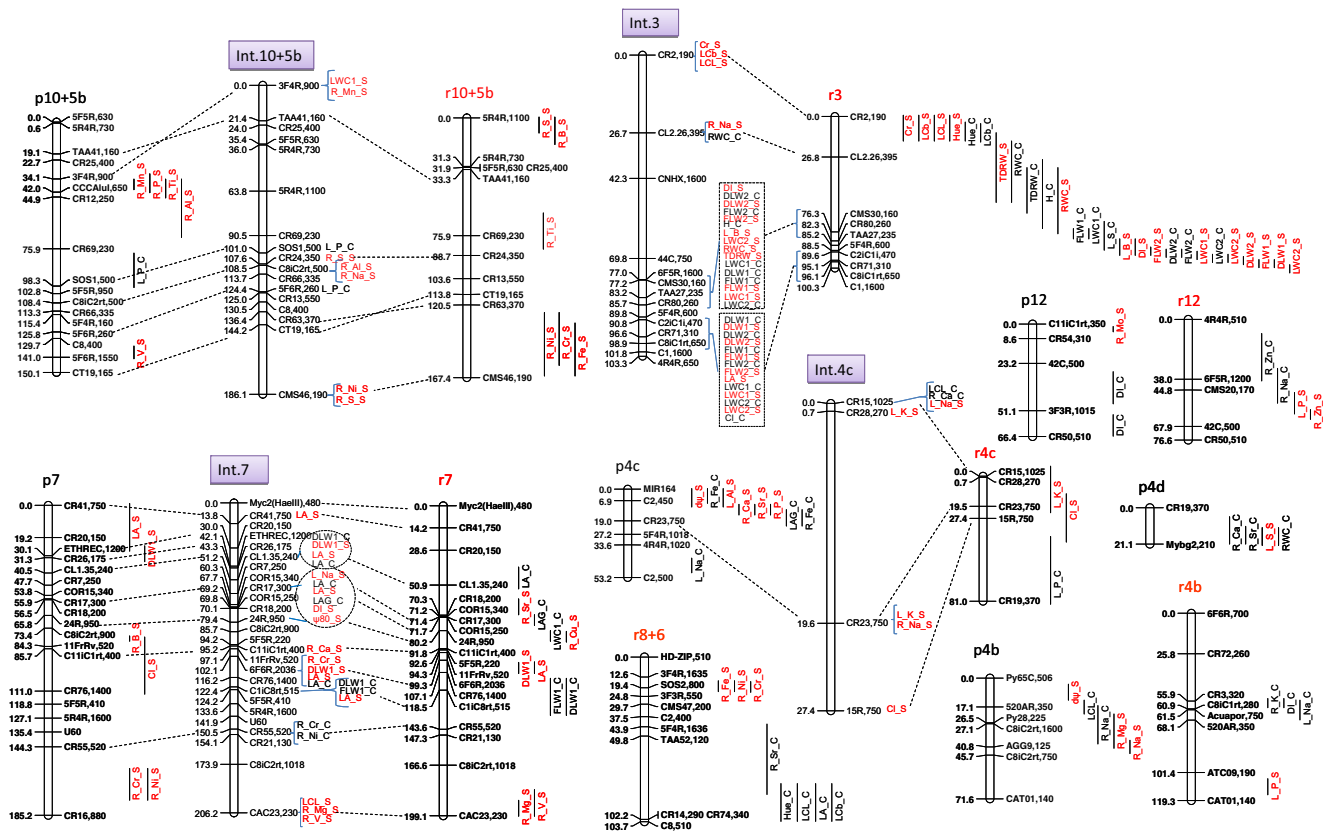 Int.10+5b
p10+5b
0.0 5F5R,630
0.6 5R4R,730
19.1 TAA41,160
22.7 CR25,400
34.1 3F4R,900
42.0 CCCAluI,650
44.9 CR12,250
75.9 CR69,230
98.3 SOS1,500
102.8 5F5R,950
108.4 C8iC2rt,500
113.3 CR66,335
115.4 5F4R,160
125.8 5F6R,260
129.7 C8,400
141.0 5F6R,1550
150.1 CT19,165
R_Mn_S
R_P_S
R_Ti_S
R_Al_S
L_P_C
R_V_S
0.0 3F4R,900
LWC1_S
R_Mn_S
21.4 TAA41,160
24.0 CR25,400
35.4 5F5R,630
36.0 5R4R,730
63.8 5R4R,1100
90.5 CR69,230
101.0 SOS1,500 L_P_C
107.6 CR24,350 R_S_S
108.5 C8iC2rt,500 R_Al_S
113.7 CR66,335 R_Na_S
124.4 5F6R,260 L_P_C
125.0 CR13,550
130.5 C8,400
136.4 CR63,370
144.2 CT19,165
186.1 CMS46,190
R_Ni_S
R_S_S
r10+5b
0.0 5R4R,1100
31.3 5R4R,730
31.9 5F5R,630 CR25,400
33.3 TAA41,160
75.9 CR69,230
88.7 CR24,350
103.6 CR13,550
113.8 CT19,165
120.5 CR63,370
167.4 CMS46,190
R_S_S
R_B_S
R_Ti_S
R_Ni_S
R_Cr_S
R_Fe_S
Int.3
0.0 CR2,190
Cr_S
LCb_S
LCL_S
26.7 CL2.26,395
R_Na_S
RWC_C
42.3 CNHX,1600
69.8 44C,750
77.0 6F5R,1600
77.2 CMS30,160
83.2 TAA27,235
85.7 CR80,260
89.8 5F4R,600
90.8 C2iC1i,470
96.6 CR71,310
98.9 C8iC1rt,650
101.8 C1,1600
103.3 4R4R,650
DI_S
DLW2_C
DLW2_S
FLW2_C
FLW2_S
H_C
L_B_S
LWC2_S
RWC_S
TDRW_S
LWC1_C
DLW1_C
FLW1_C
FLW1_S
LWC1_S
LWC2_C
DLW1_C
DLW1_S
DLW2_C
DLW2_S
FLW1_C
FLW1_S
FLW2_C
FLW2_S
LA_S
LWC1_C
LWC1_S
LWC2_C
LWC2_S
Cl_C
r3
0.0 CR2,190
26.8 CL2.26,395
76.3 CMS30,160
82.3 CR80,260
85.2 TAA27,235
88.5 5F4R,600
89.6 C2iC1i,470
95.1 CR71,310
96.1 C8iC1rt,650
100.3 C1,1600
Cr_S
LCb_S
LCL_S
Hue_S
Hue_C
LCb_C
TDRW_S
RWC_C
TDRW_C
H_C
RWC_S
FLW1_C
LWC1_C
L_S_C
L_B_S
DI_S
FLW2_S
DLW2_C
FLW2_C
LWC1_S
LWC2_C
LWC2_S
DLW2_S
FLW1_S
DLW1_S
LWC2_S
p12
0.0 C11iC1rt,350
8.6 CR54,310
23.2 42C,500
51.1 3F3R,1015
66.4 CR50,510
R_Mo_S
DI_C
DI_C
r12
0.0 4R4R,510
38.0 6F5R,1200
44.8 CMS20,170
67.9 42C,500
76.6 CR50,510
R_Zn_C
R_Na_C
L_P_S
R_Zn_S
Int.4c
0.0 CR15,1025
0.7 CR28,270 L_K_S
LCL_C
R_Ca_C
L_Na_S
19.6 CR23,750
L_K_S
R_Na_S
27.4 15R,750 Cl_S
r4c
0.0 CR15,1025
0.7 CR28,270
19.5 CR23,750
27.4 15R,750
81.0 CR19,370
L_K_S
Cl_S
L_P_C
p4d
0.0 CR19,370
21.1 Mybg2,210
R_Ca_C
R_Sr_C
L_S_S
RWC_C
p7
0.0 CR41,750
19.2 CR20,150
30.1 ETHREC,1200
31.3 CR26,175
40.5 CL1.35,240
47.7 CR7,250
53.8 COR15,340
55.9 CR17,300
56.5 CR18,200
65.8 24R,950
73.4 C8iC2rt,900
84.3 11FrRv,520
85.7 C11iC1rt,400
111.0 CR76,1400
118.8 5F5R,410
127.1 5R4R,1600
135.4 U60
144.3 CR55,520
185.2 CR16,880
LA_S
DLW1_S
R_B_S
Cl_S
R_Cr_S
R_Ni_S
Int.7
0.0 Myc2(HaeIII),480
13.8 CR41,750 LA_S
30.0 CR20,150
42.1 ETHREC,1200
43.3 CR26,175
51.2 CL1.35,240
60.3 CR7,250
67.7 COR15,340
69.2 CR17,300
69.8 COR15,250
70.1 CR18,200
79.4 24R,950
85.7 C8iC2rt,900
94.2 5F5R,220
95.2 C11iC1rt,400 R_Ca_S
97.1 11FrRv,520
102.1 6F6R,2036
116.2 CR76,1400
122.4 C1iC8rt,515
124.2 5F5R,410
133.6 5R4R,1600
141.9 U60
150.5 CR55,520
154.1 CR21,130
173.9 C8iC2rt,1018
206.2 CAC23,230
DLW1_C
DLW1_S
LA_S
LA_C
L_Na_S
LA_C
LA_S
LAG_C
DI_S
ψ80_S
R_Cr_S
DLW1_S
LA_S
LA_C
DLW1_C
FLW1_C
LA_S
R_Cr_C
R_Ni_C
LCL_S
R_Mg_S
R_V_S
r7
0.0 Myc2(HaeIII),480
14.2 CR41,750
28.6 CR20,150
50.9 CL1.35,240
70.3 CR18,200
71.2 COR15,340
71.4 CR17,300
71.7 COR15,250
80.2 24R,950
91.8 C11iC1rt,400
92.6 5F5R,220
94.3 11FrRv,520
99.3 6F6R,2036
107.1 CR76,1400
118.5 C1iC8rt,515
143.6 CR55,520
147.3 CR21,130
166.6 C8iC2rt,1018
199.1 CAC23,230
LA_C
R_Sr_S
LAG_C
LWC1_C
R_Cu_S
DLW1_S
LA_S
FLW1_C
DLW1_C
R_Mg_S
R_V_S
p4c
0.0 MIR164
6.9 C2,450
19.0 CR23,750
27.2 5F4R,1018
33.6 4R4R,1020
53.2 C2,500
dψ_S
R_Fe_C
L_Al_S
R_Ca_S
R_Sr_S
R_P_S
LAG_C
R_Fe_C
L_Na_C
r8+6
0.0 HD-ZIP,510
12.6 3F4R,1635
19.4 SOS2,800
24.8 3F3R,550
29.7 CMS47,200
37.5 C2,400
43.9 5F4R,1636
49.8 TAA52,120
102.2 CR14,290 CR74,340
103.7 C8,510
R_Fe_S
R_Ni_S
R_Cr_S
R_Sr_C
Hue_C
LCL_C
LA_C
LCb_C
p4b
0.0 Py65C,506
17.1 520AR,350
26.5 Py28,225
27.1 C8iC2rt,1600
40.8 AGG9,125
45.7 C8iC2rt,750
71.6 CAT01,140
dψ_S
LCL_C
R_Na_C
R_Mg_S
R_Na_S
r4b
0.0 6F6R,700
25.8 CR72,260
55.9 CR3,320
60.9 C8iC1rt,280
61.5 Acuapor,750
68.1 520AR,350
101.4 ATC09,190
119.3 CAT01,140
R_K_C
DI_C
L_Na_C
L_P_S